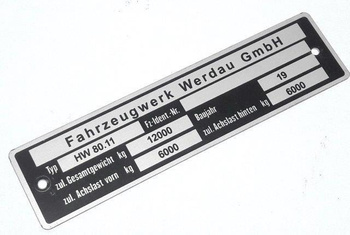 Fahrzeugwerk Werdau GmbH
Typ HW 80.11 Fz-Ident.-Nr. Baujahr 19
zul. Gesamtgewicht kg 12000 zul. Achslast hinten kg 6000
zul. Achslast vorn kg 6000